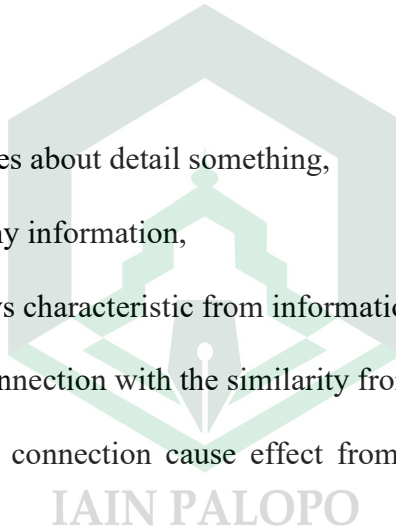 es about detail something,
ny information,
s characteristic from informatio
nnection with the similarity fro
connection cause effect from
IAIN PALOPO